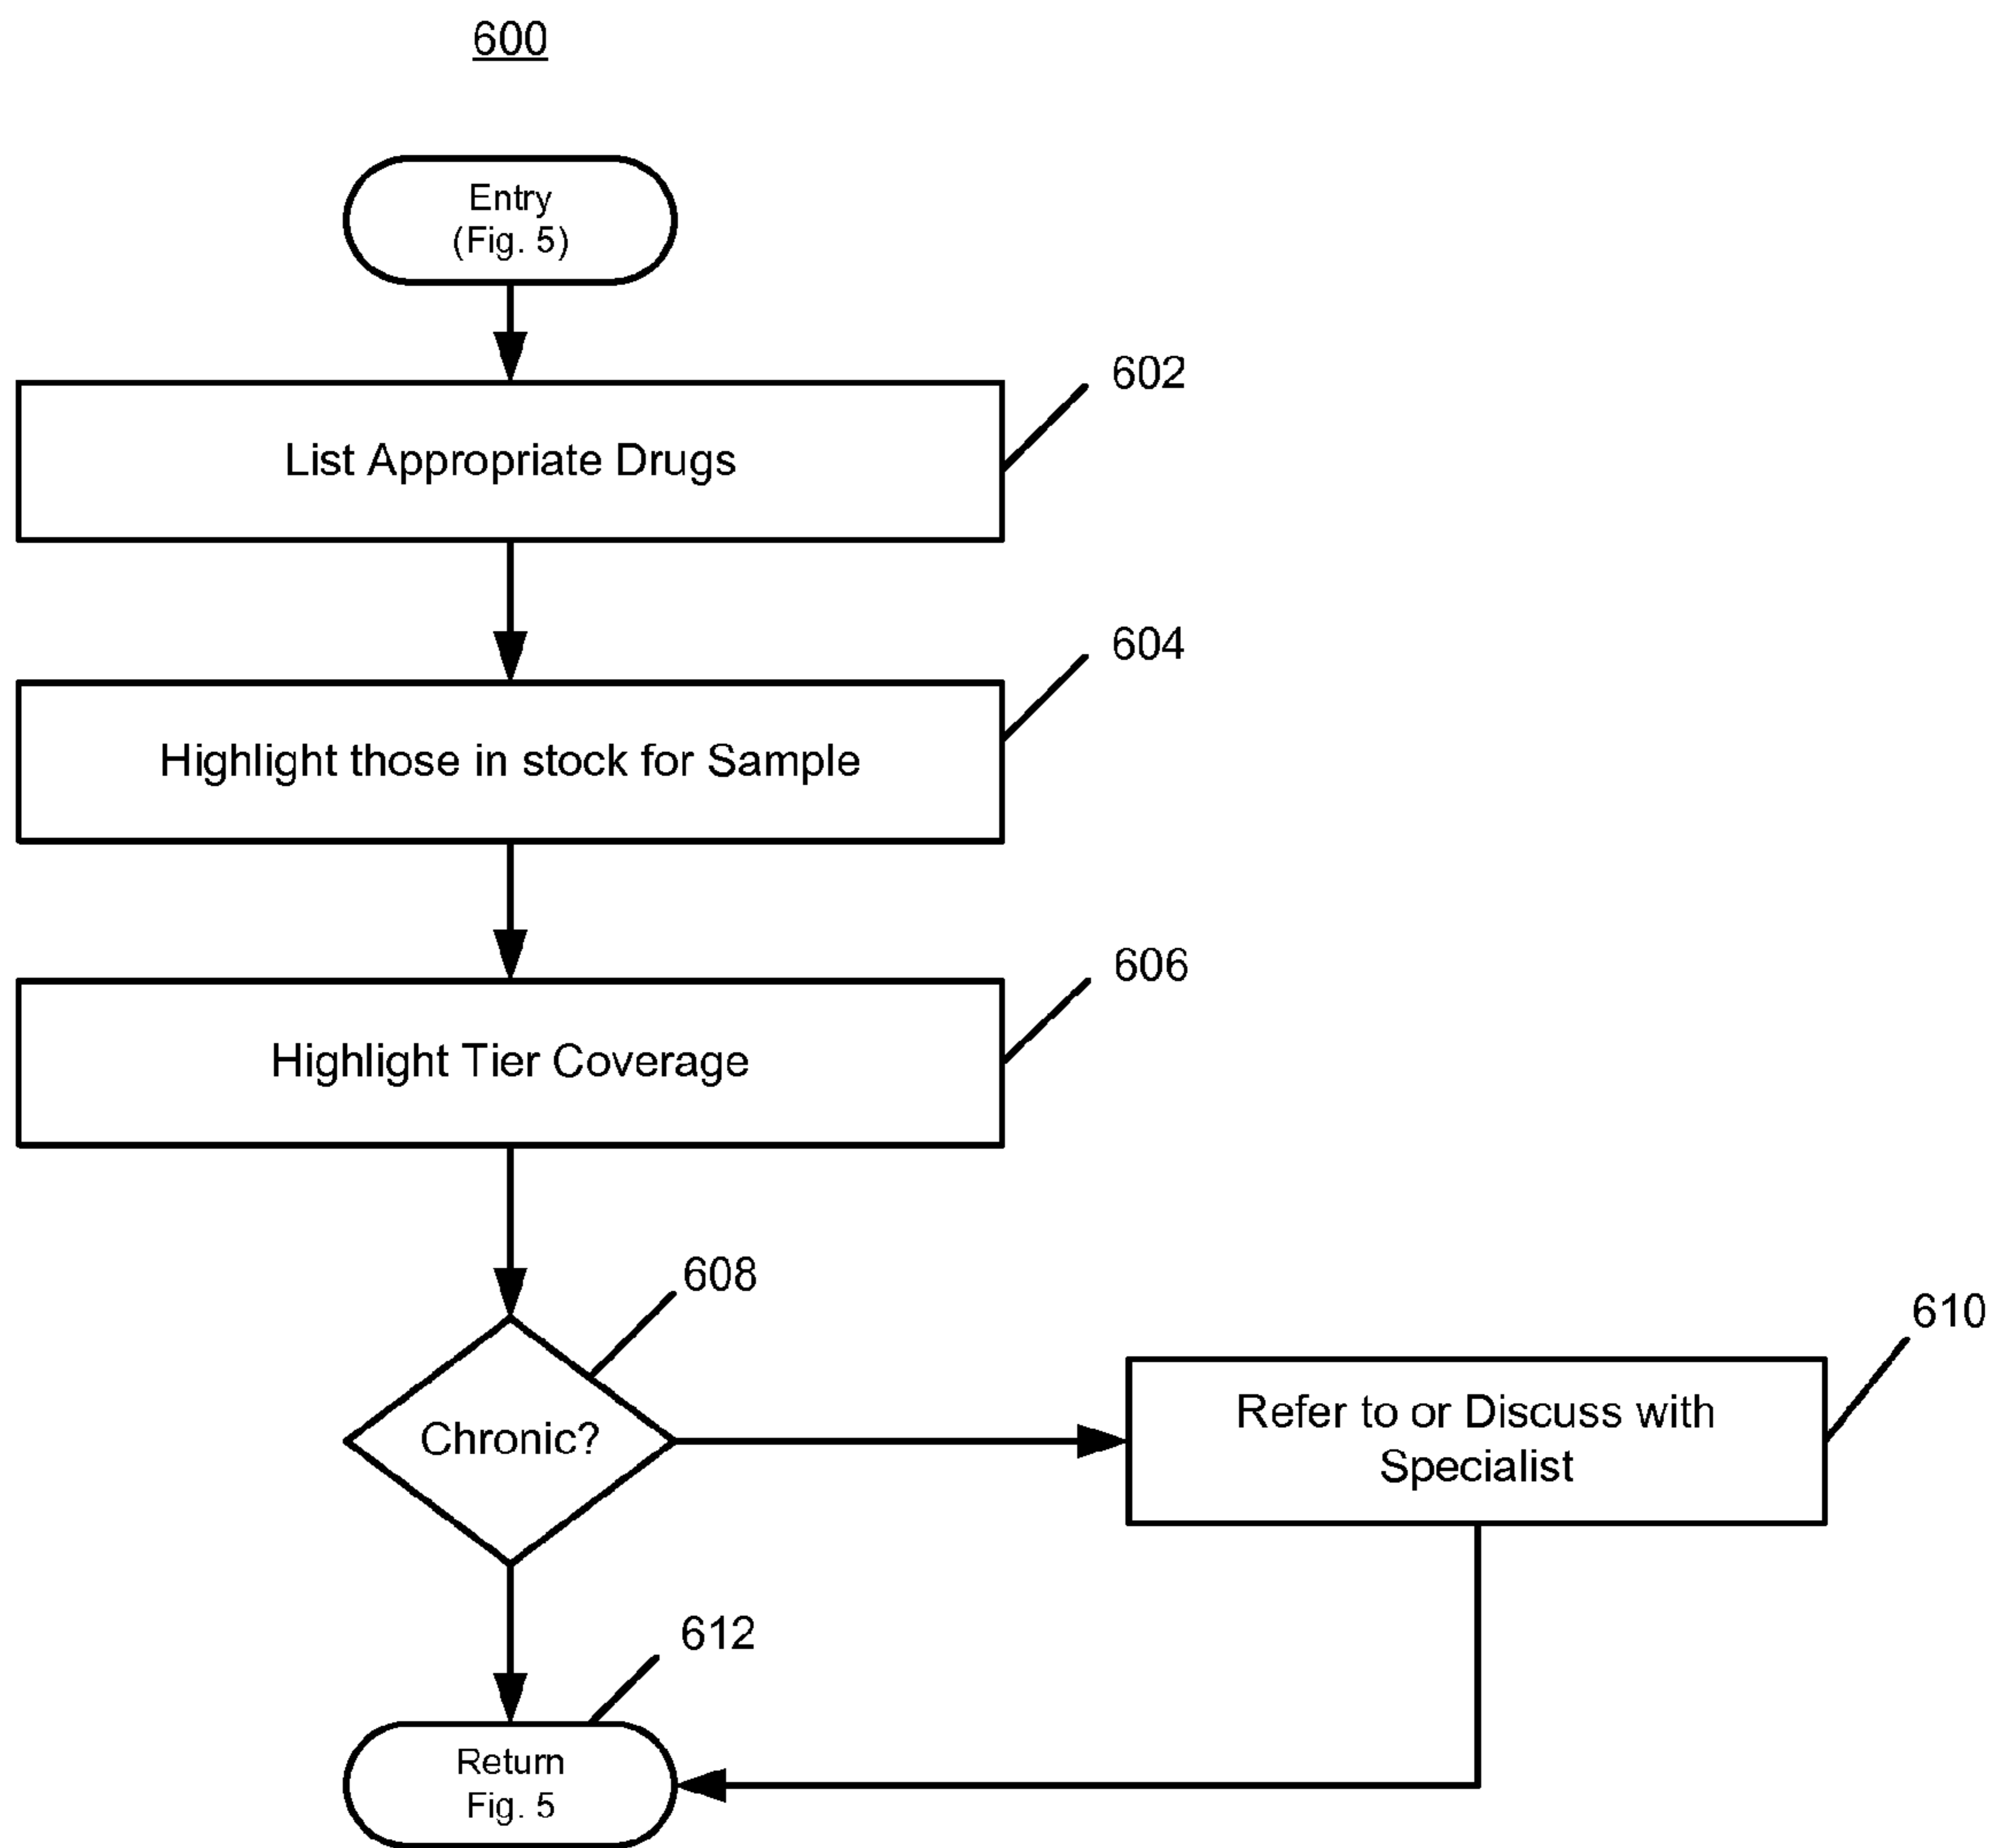 600
Entry
(Fig. 5)
602
List Appropriate Drugs
604
Highlight those in stock for Sample
606
Highlight Tier Coverage
608
Chronic?
610
Refer to or Discuss with
Specialist
612
Return
Fig. 5